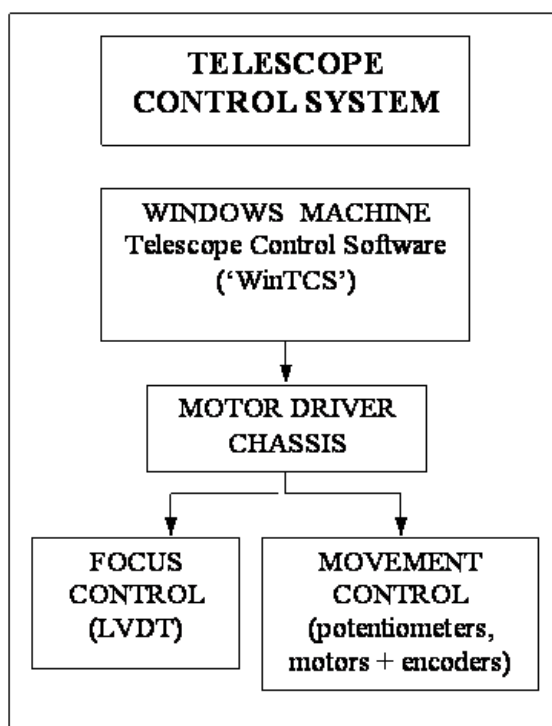 TELESCOPE
CONTROL SYSTEM
WINDOWS MACHINE
Telescope Control Software
(‘WinTCS’)
MOTOR DRIVER
CHASSIS
FOCUS
CONTROL
(LVDT)
MOVEMENT
CONTROL
(potentiometers,
motors + encoders)